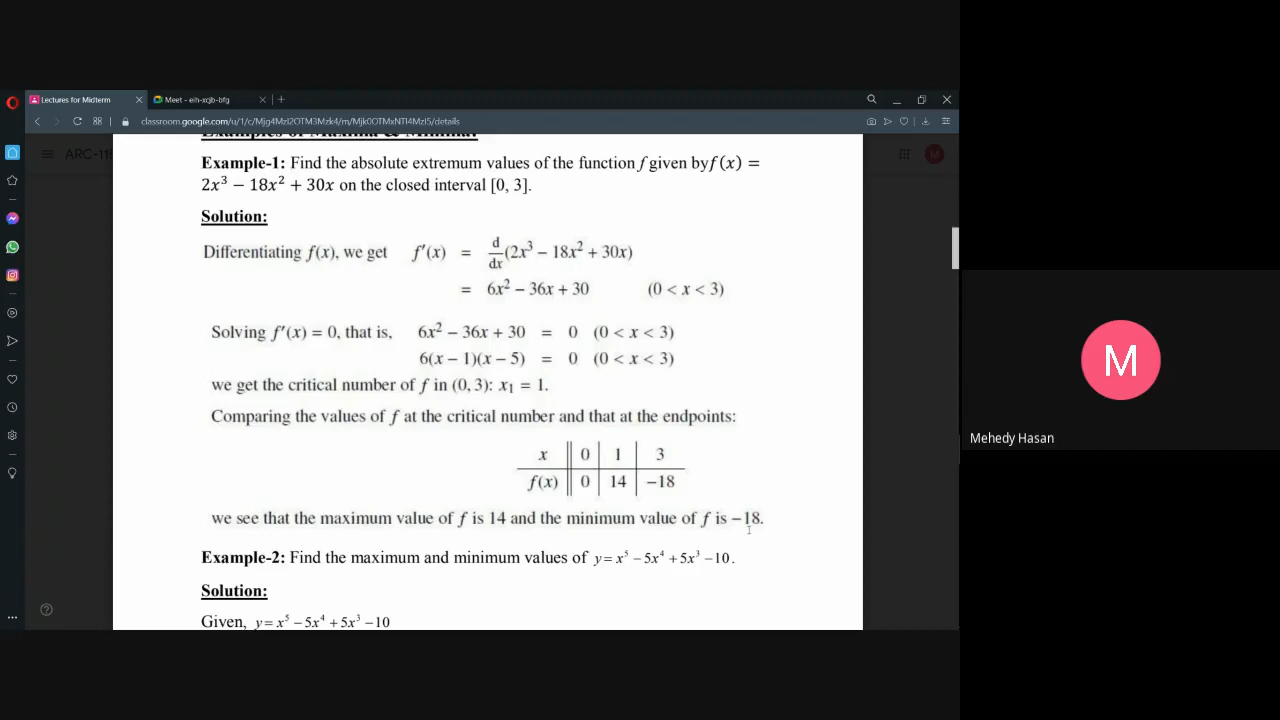 Lectures for Midterm
Meet - eih-xqjb-bfg
classroom.google.com/u/1/c/Mjg4MzI2OTM3Mzk4/m/Mjk0OTMxNTI4MzI5/details
Examples of Maxima & Minima:
Example-1: Find the absolute extremum values of the function f given by f(x) =
2x³ − 18x² + 30x on the closed interval [0, 3].
Solution:
Differentiating f(x), we get f′(x) = d/dx (2x³ − 18x² + 30x)
= 6x² − 36x + 30 (0 < x < 3)
Solving f′(x) = 0, that is, 6x² − 36x + 30 = 0 (0 < x < 3)
6(x − 1)(x − 5) = 0 (0 < x < 3)
we get the critical number of f in (0, 3): x₁ = 1.
Comparing the values of f at the critical number and that at the endpoints:
x 0 1 3
f(x) 0 14 −18
we see that the maximum value of f is 14 and the minimum value of f is −18.
Example-2: Find the maximum and minimum values of y = x⁵ − 5x⁴ + 5x³ − 10.
Solution:
Given, y = x⁵ − 5x⁴ + 5x³ − 10
M
Mehedy Hasan